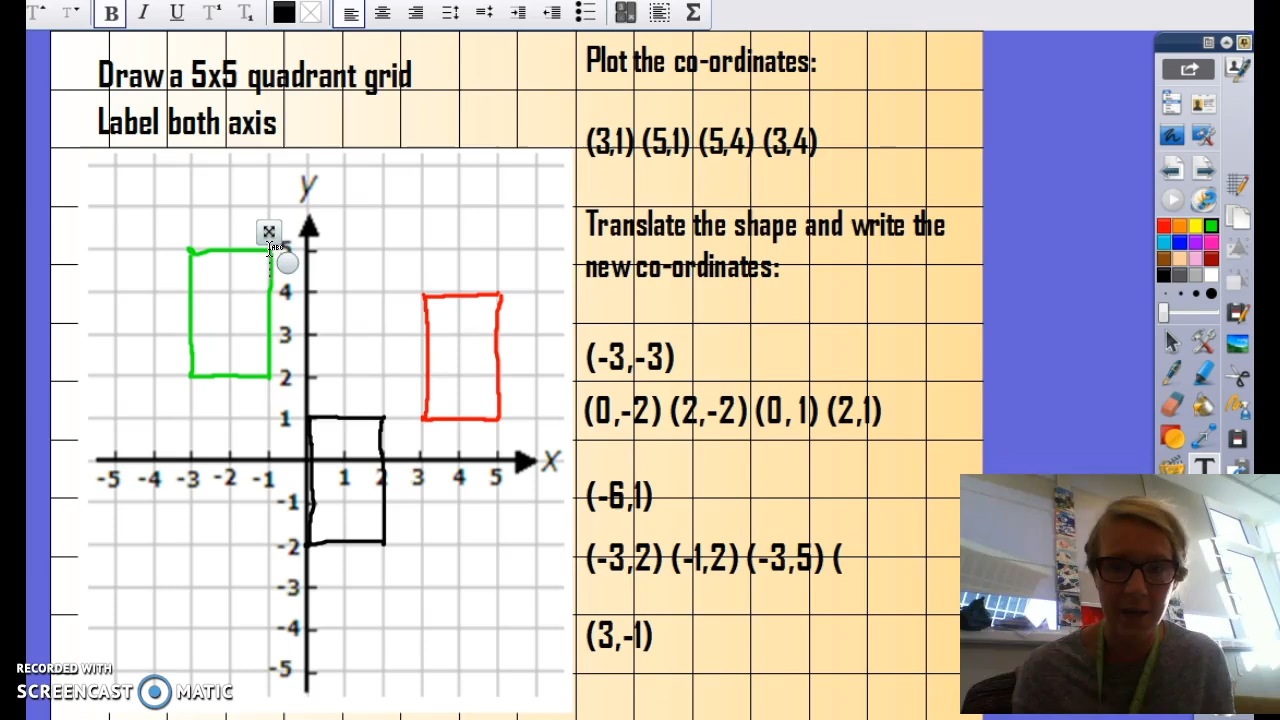 Draw a 5x5 quadrant grid
Label both axis
Plot the co-ordinates:
(3,1) (5,1) (5,4) (3,4)
Translate the shape and write the
new co-ordinates:
(-3,-3)
(0,-2) (2,-2) (0, 1) (2,1)
(-6,1)
(-3,2) (-1,2) (-3,5) (
(3,-1)
y
5
4
3
2
1
-5 -4 -3 -2 -1 1 2 3 4 5 X
-1
-2
-3
-4
-5
RECORDED WITH
SCREENCAST MATIC